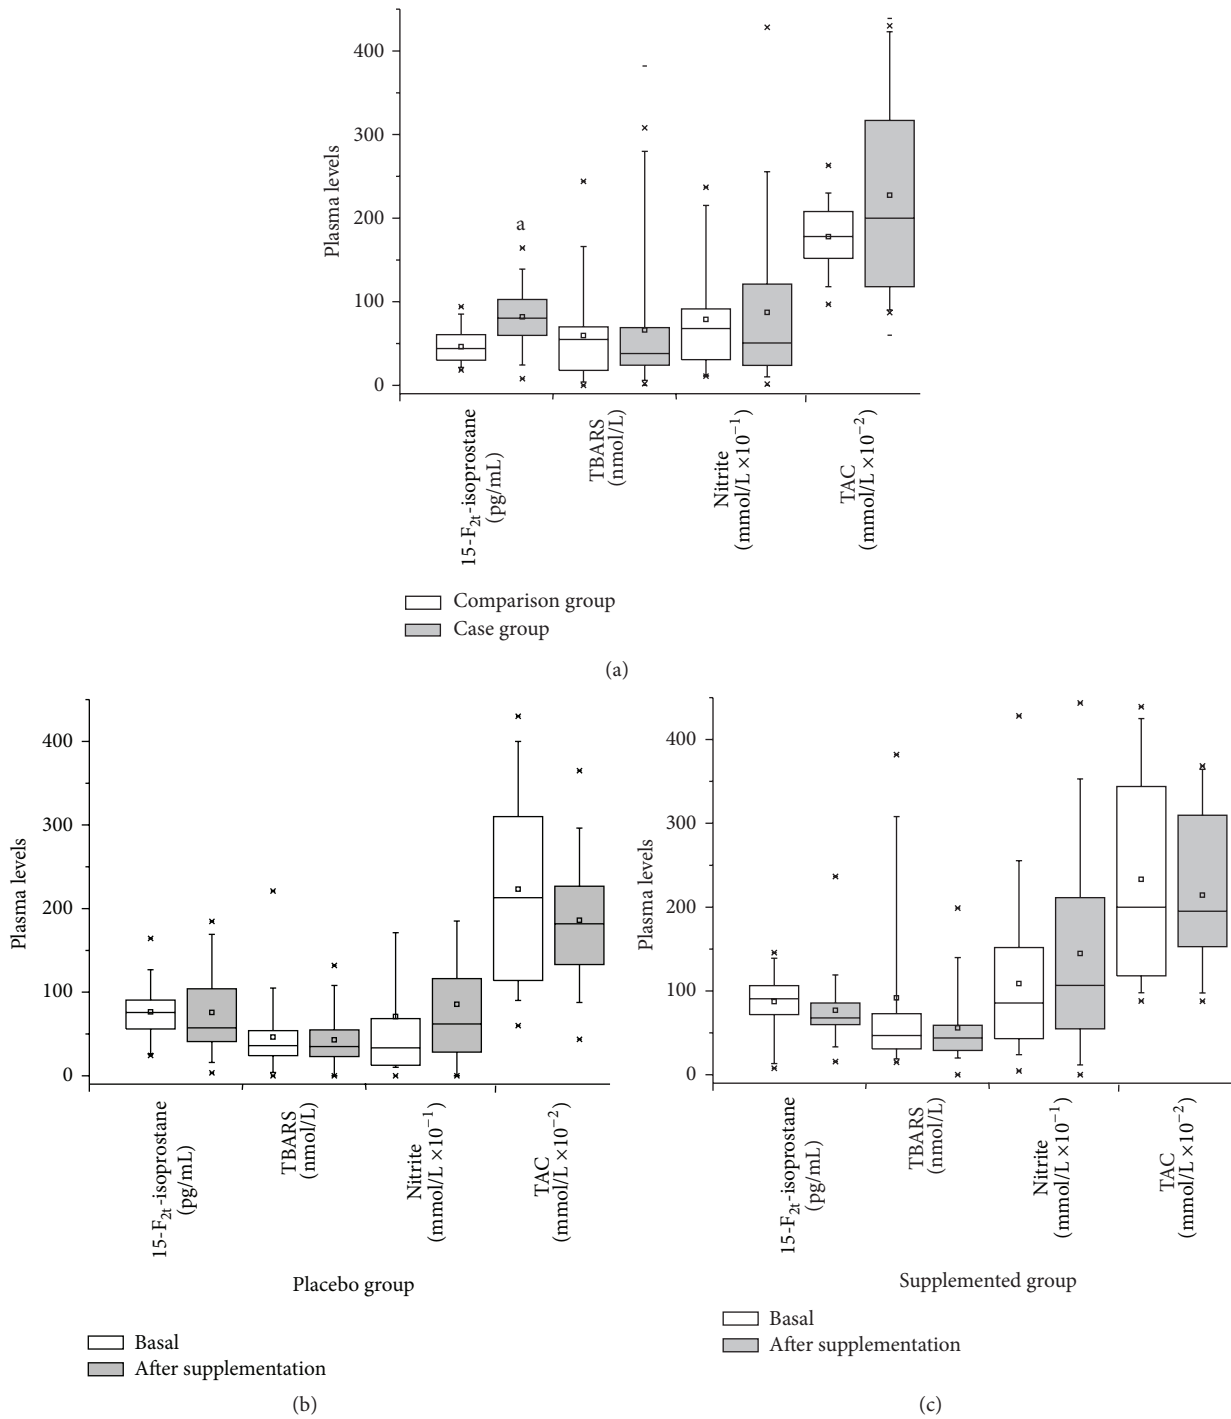 400
300
200
100
0
Plasma levels
a
15-F2t-isoprostane
(pg/mL)
TBARS
(nmol/L)
Nitrite
(mmol/L ×10−1)
TAC
(mmol/L ×10−2)
Comparison group
Case group
(a)
400
300
200
100
0
Plasma levels
15-F2t-isoprostane
(pg/mL)
TBARS
(nmol/L)
Nitrite
(mmol/L ×10−1)
TAC
(mmol/L ×10−2)
Placebo group
Basal
After supplementation
(b)
400
300
200
100
0
Plasma levels
15-F2t-isoprostane
(pg/mL)
TBARS
(nmol/L)
Nitrite
(mmol/L ×10−1)
TAC
(mmol/L ×10−2)
Supplemented group
Basal
After supplementation
(c)